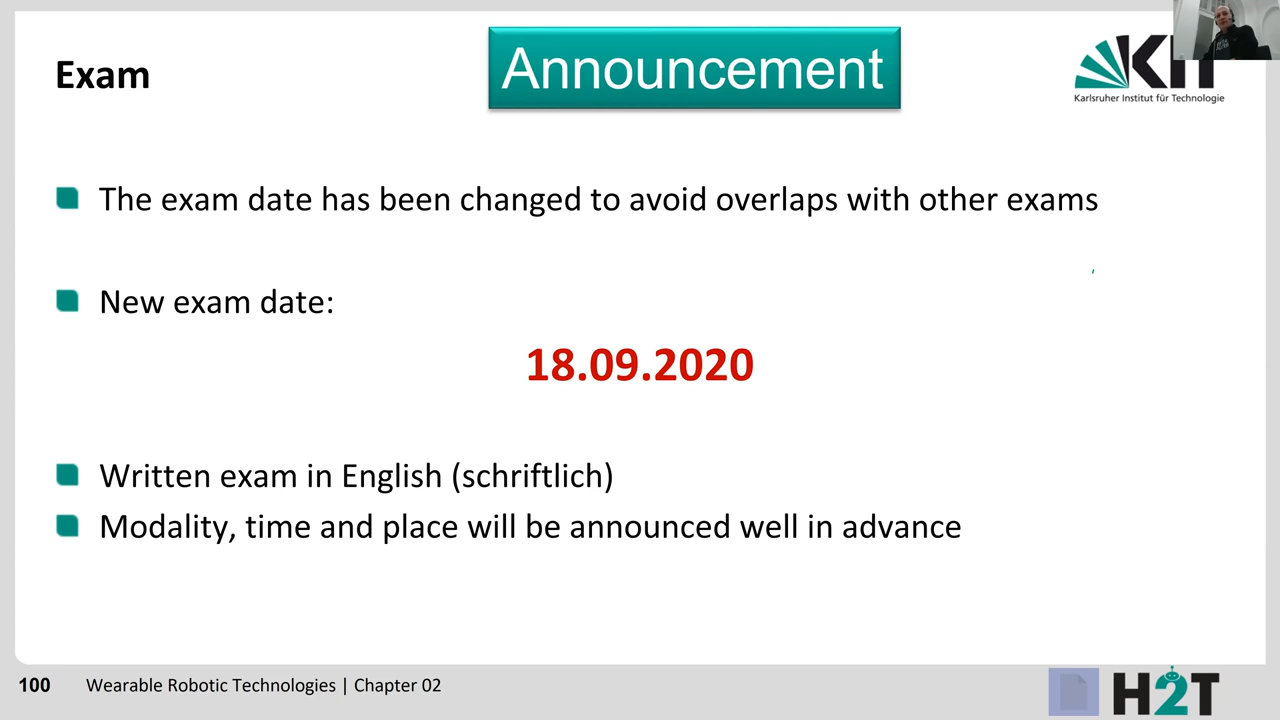 Announcement
Exam
KIT
Karlsruher Institut für Technologie
The exam date has been changed to avoid overlaps with other exams
New exam date:
18.09.2020
Written exam in English (schriftlich)
Modality, time and place will be announced well in advance
100 Wearable Robotic Technologies | Chapter 02
H2T